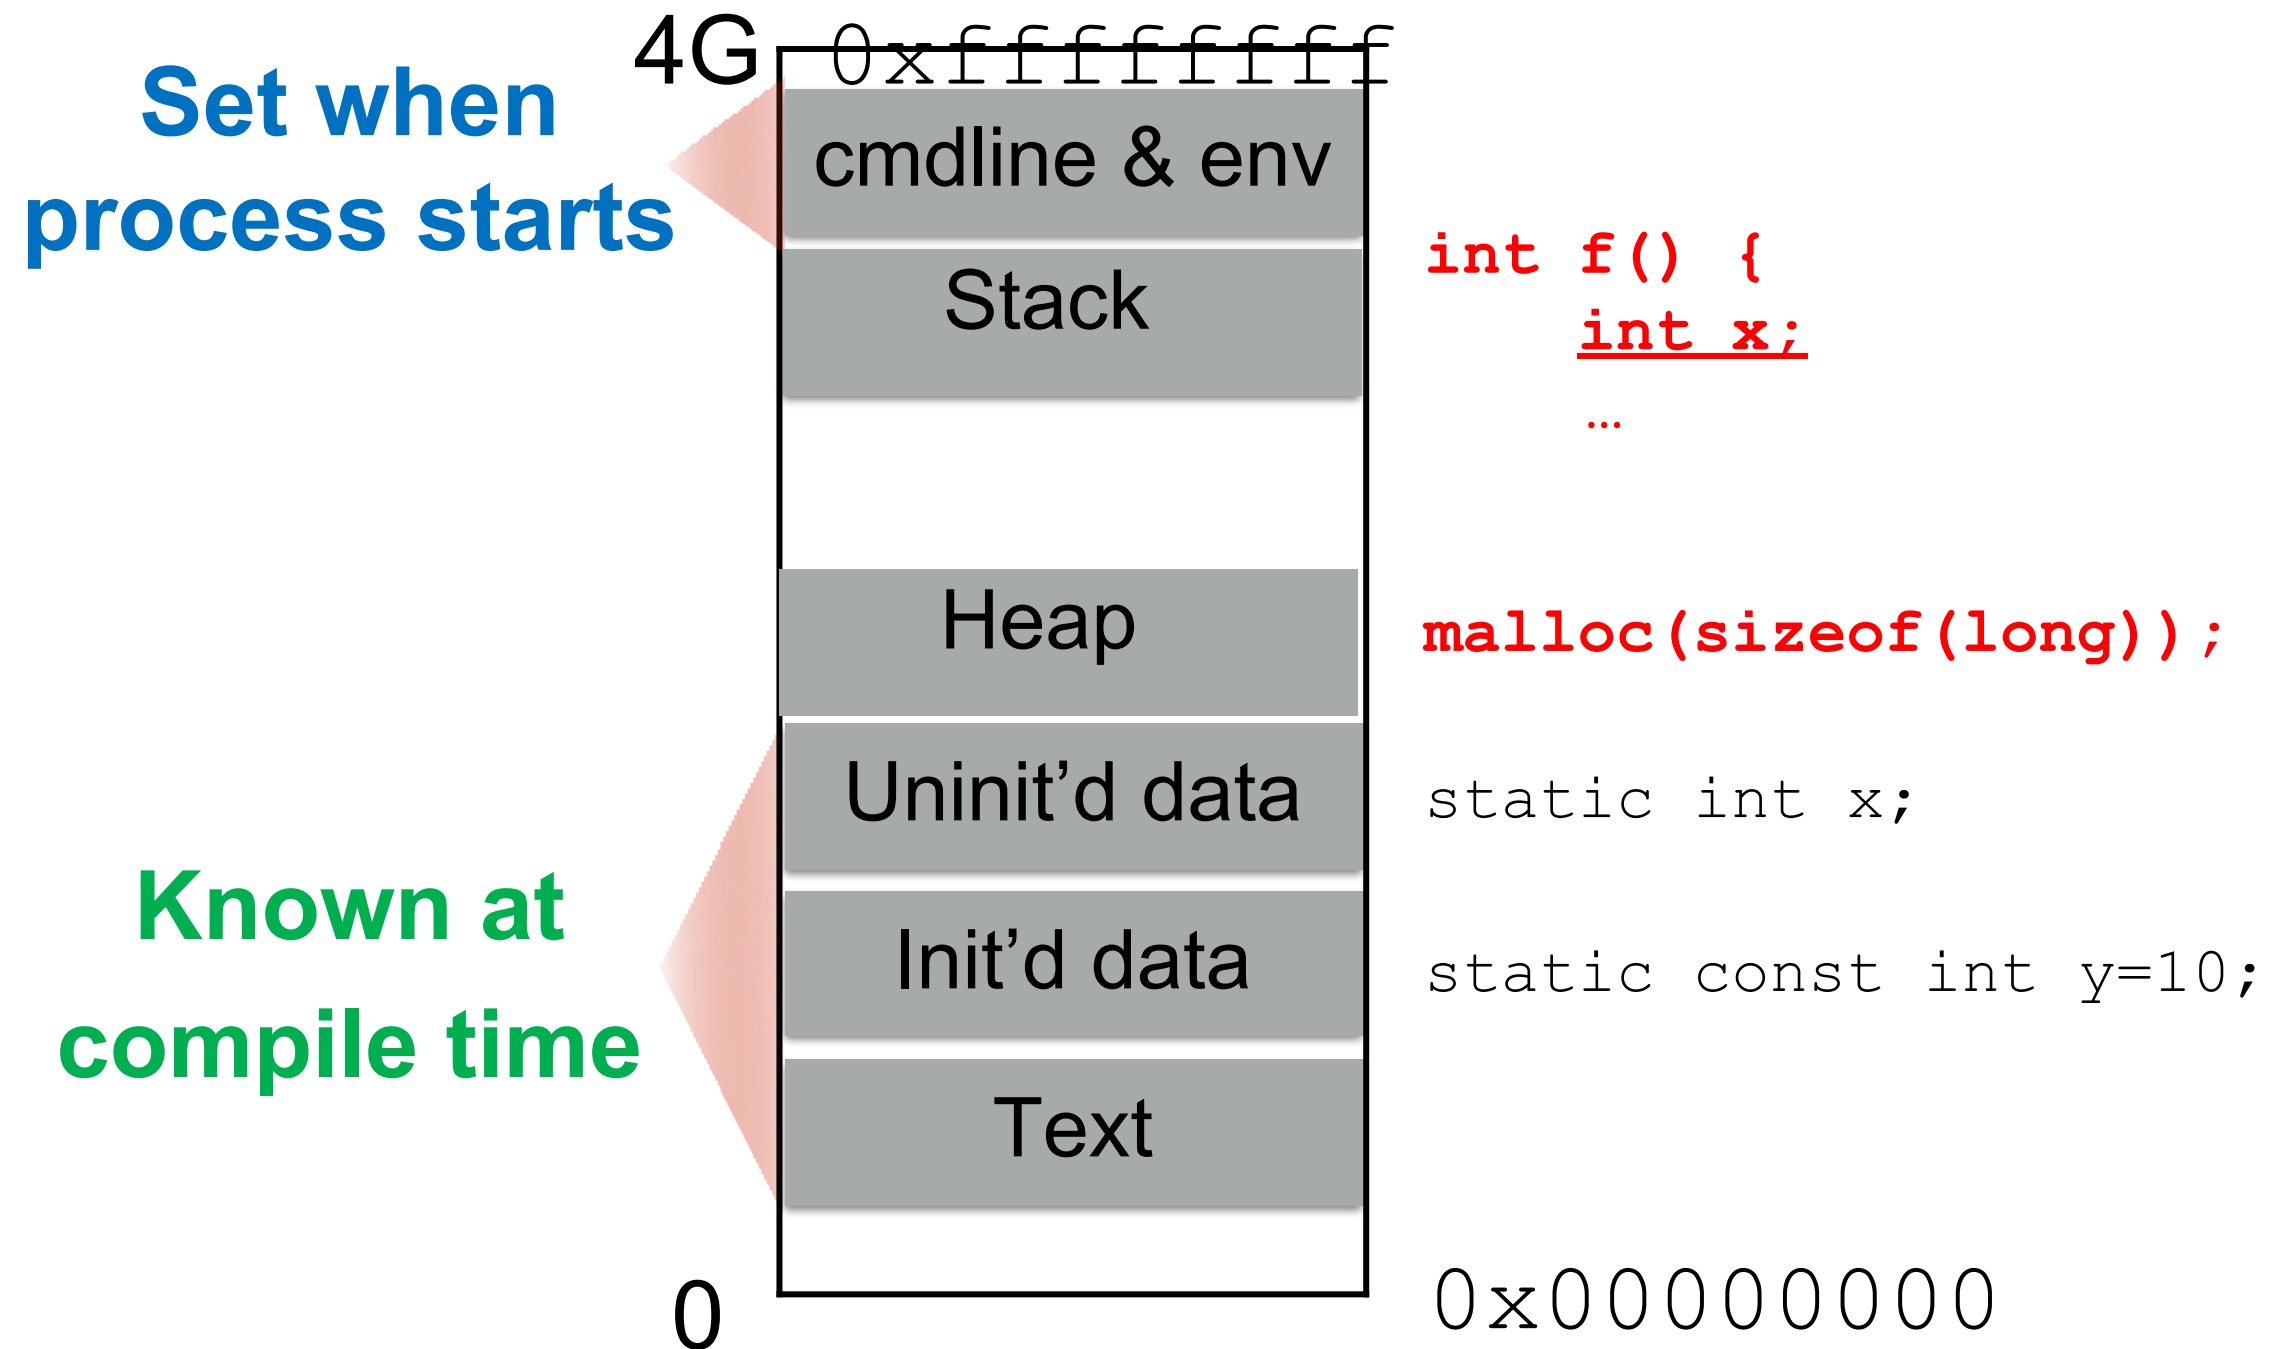 4G 0xffffffff
Set when
process starts
cmdline & env
Stack
int f() {
int x;
…
Heap
malloc(sizeof(long));
Uninit’d data
static int x;
Known at
compile time
Init’d data
static const int y=10;
Text
0
0x00000000